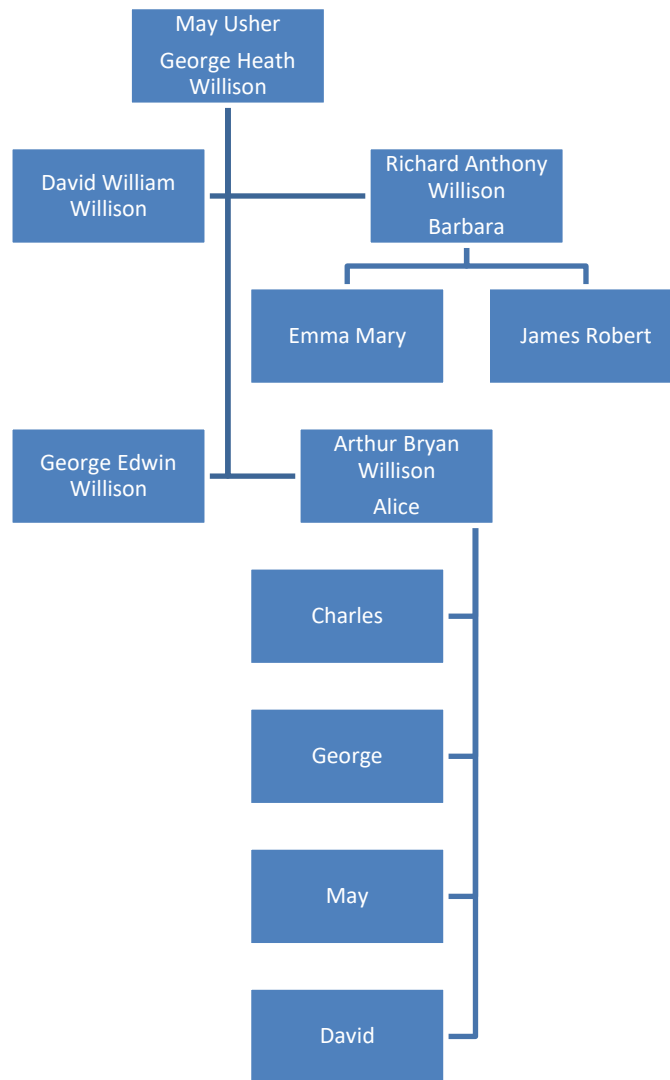 May Usher
George Heath
Willison
David William
Willison
Richard Anthony
Willison
Barbara
Emma Mary
James Robert
George Edwin
Willison
Arthur Bryan
Willison
Alice
Charles
George
May
David